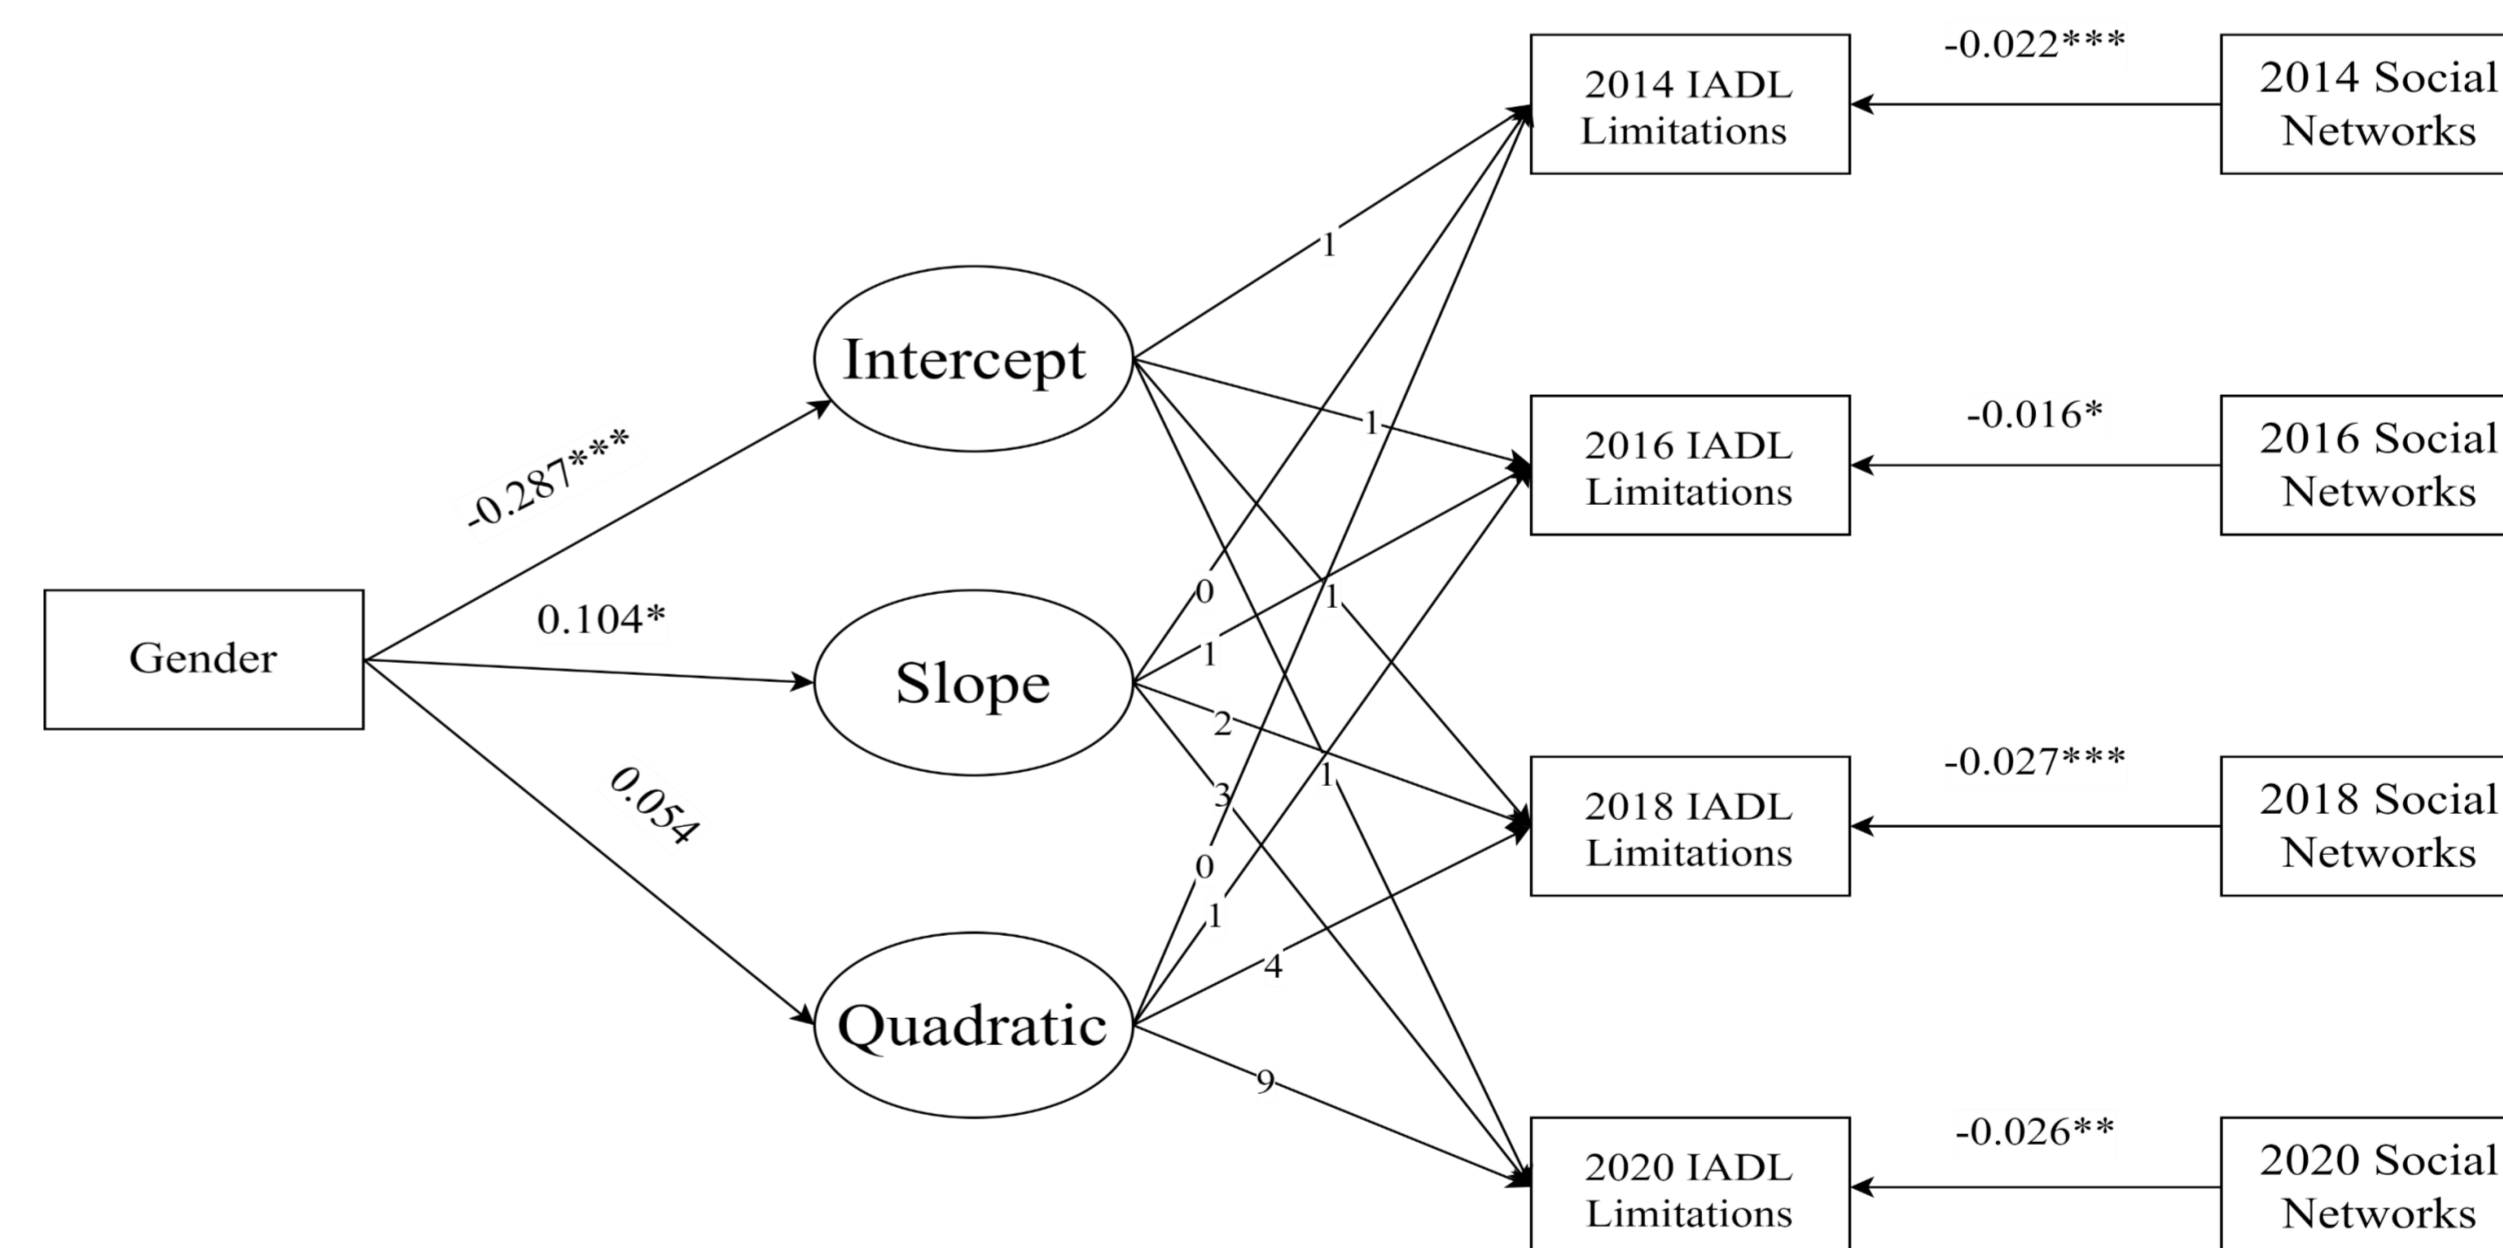 -0.022***
2014 IADL
Limitations
2014 Social
Networks
1
Intercept
1
-0.016*
2016 IADL
Limitations
2016 Social
Networks
-0.287***
0
1
0.104*
Gender
1
Slope
2
-0.027***
2018 IADL
Limitations
2018 Social
Networks
1
3
0.054
0
1
4
Quadratic
9
-0.026**
2020 IADL
Limitations
2020 Social
Networks